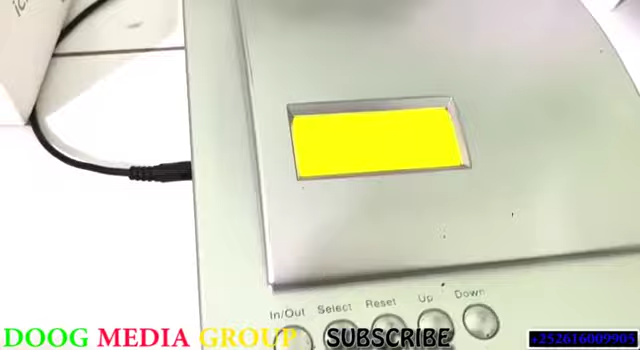 In/Out Select Reset Up Down
DOOG MEDIA GROUP SUBSCRIBE
+252616009905